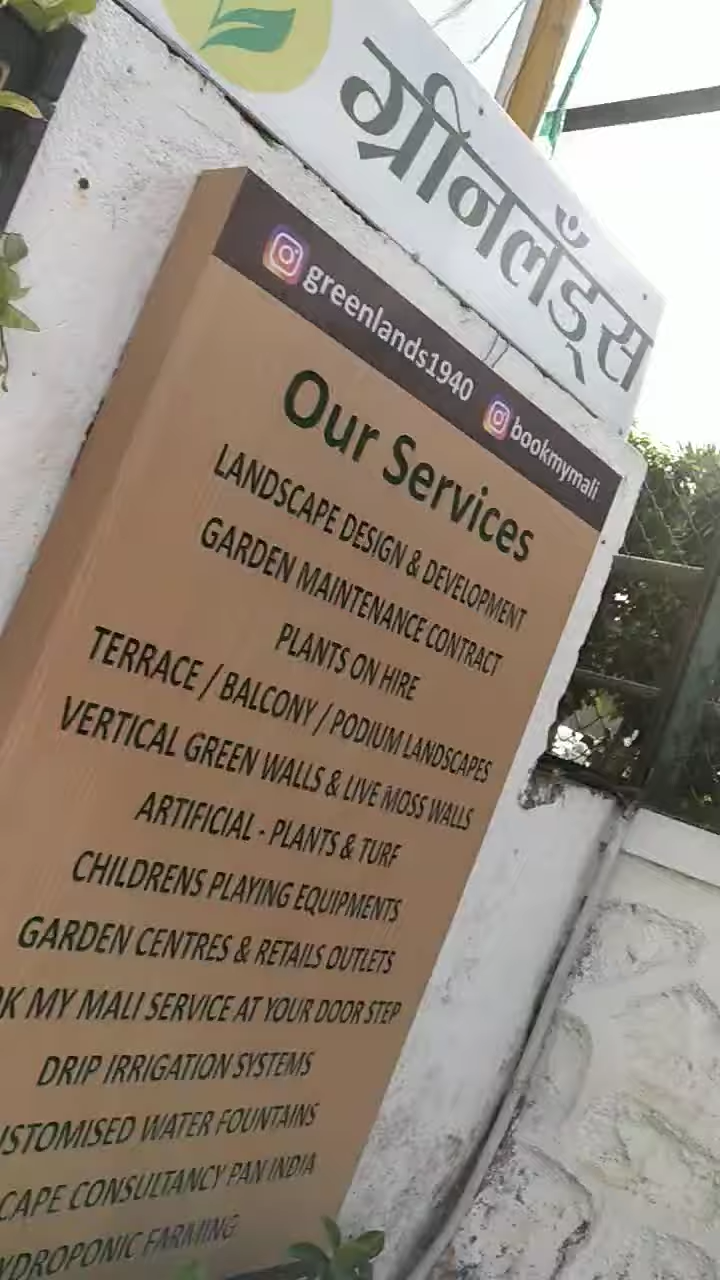 ग्रीनलँड्स
greenlands1940 bookmymali
Our Services
LANDSCAPE DESIGN & DEVELOPMENT
GARDEN MAINTENANCE CONTRACT
PLANTS ON HIRE
TERRACE / BALCONY / PODIUM LANDSCAPES
VERTICAL GREEN WALLS & LIVE MOSS WALLS
ARTIFICIAL - PLANTS & TURF
CHILDRENS PLAYING EQUIPMENTS
GARDEN CENTRES & RETAILS OUTLETS
MY MALI SERVICE AT YOUR DOOR STEP
DRIP IRRIGATION SYSTEMS
WATER FOUNTAINS
CONSULTANCY PAN INDIA
FARMING